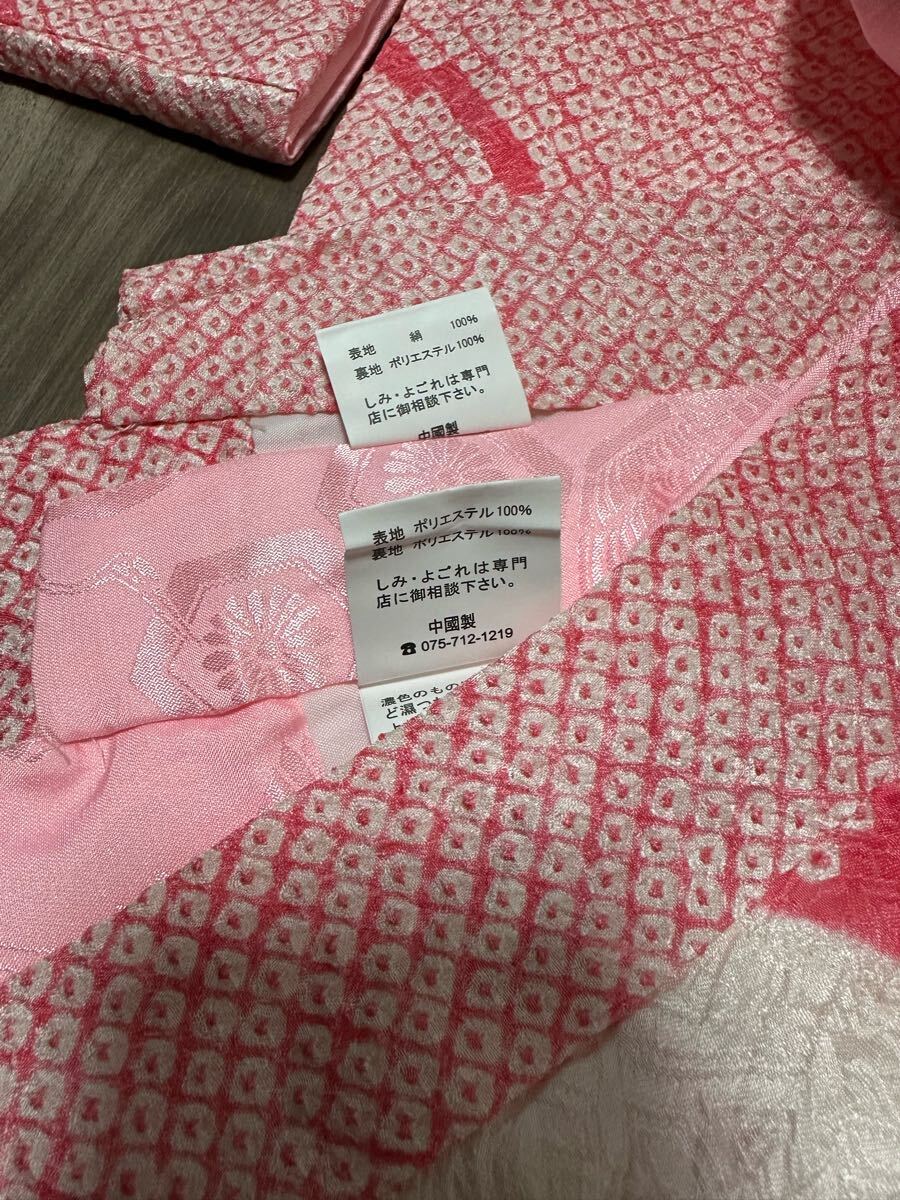 表地 絹 100%
裏地 ポリエステル100%
しみ・よごれは専門
店に御相談下さい。
中國製
表地 ポリエステル100%
裏地 ポリエステル100%
しみ・よごれは専門
店に御相談下さい。
中國製
☎075-712-1219
濃色のもの
ど濕つ